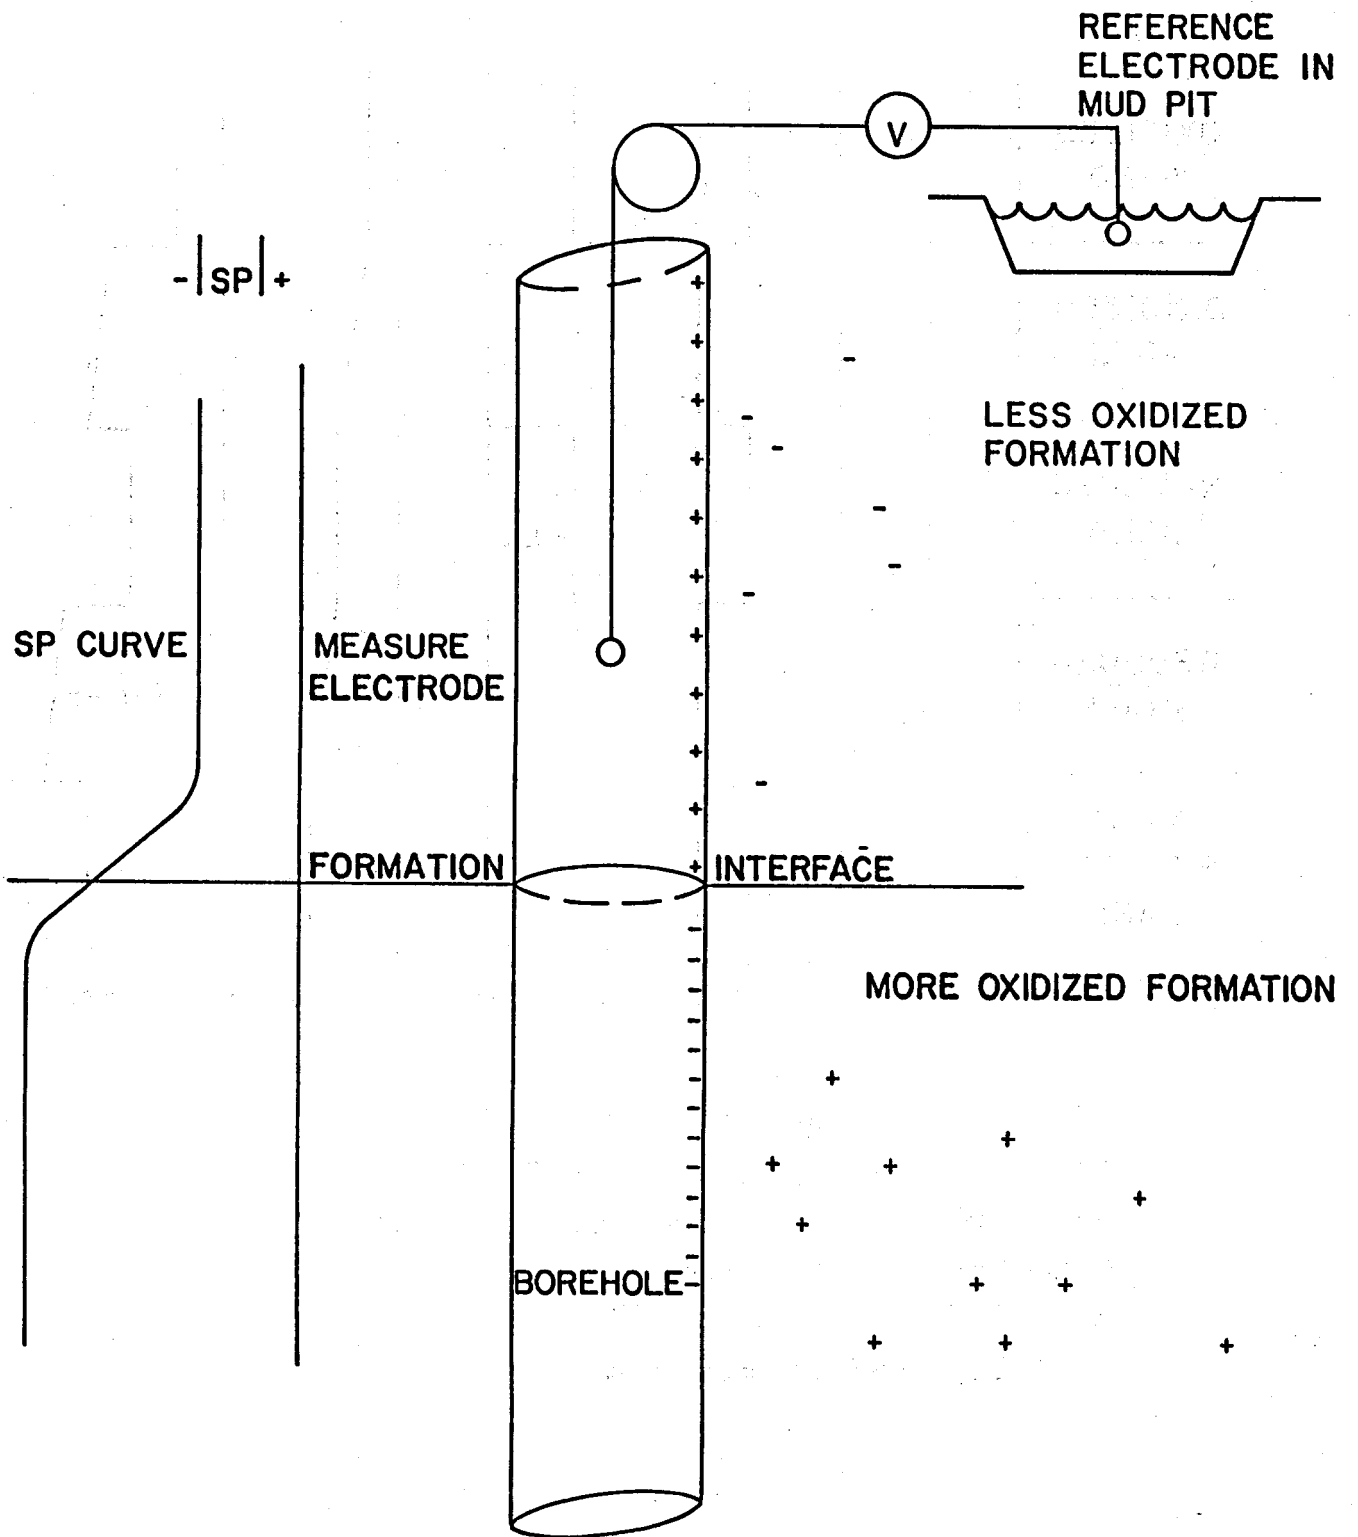 REFERENCE
ELECTRODE IN
MUD PIT
V
- |SP| +
LESS OXIDIZED
FORMATION
SP CURVE
MEASURE
ELECTRODE
FORMATION
INTERFACE
MORE OXIDIZED FORMATION
BOREHOLE